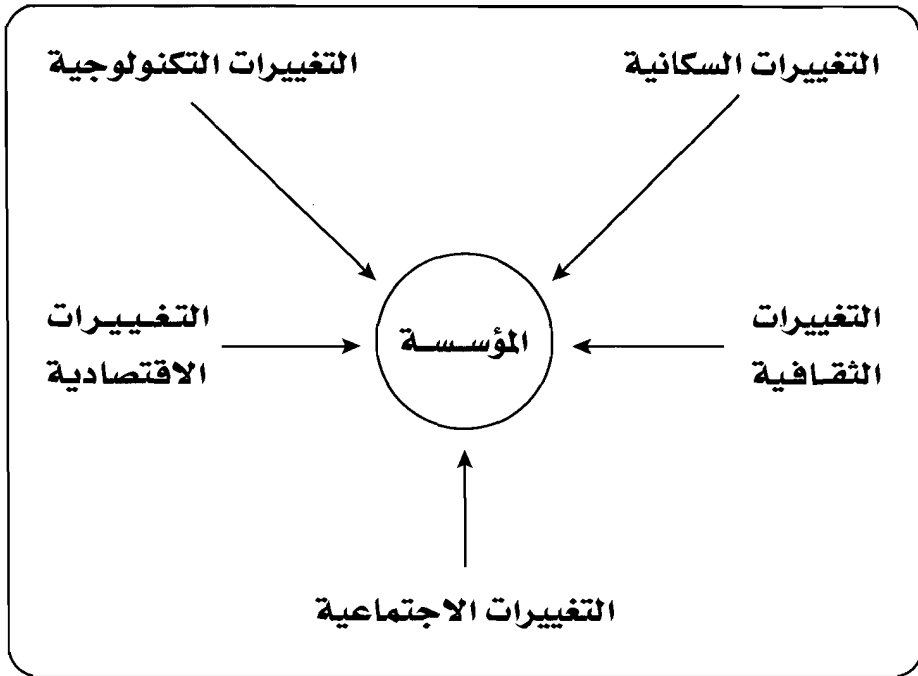 التغييرات السكانية
التغييرات التكنولوجية
التغييرات
الثقافية
المؤسسة
التغييرات
الاقتصادية
التغييرات الاجتماعية